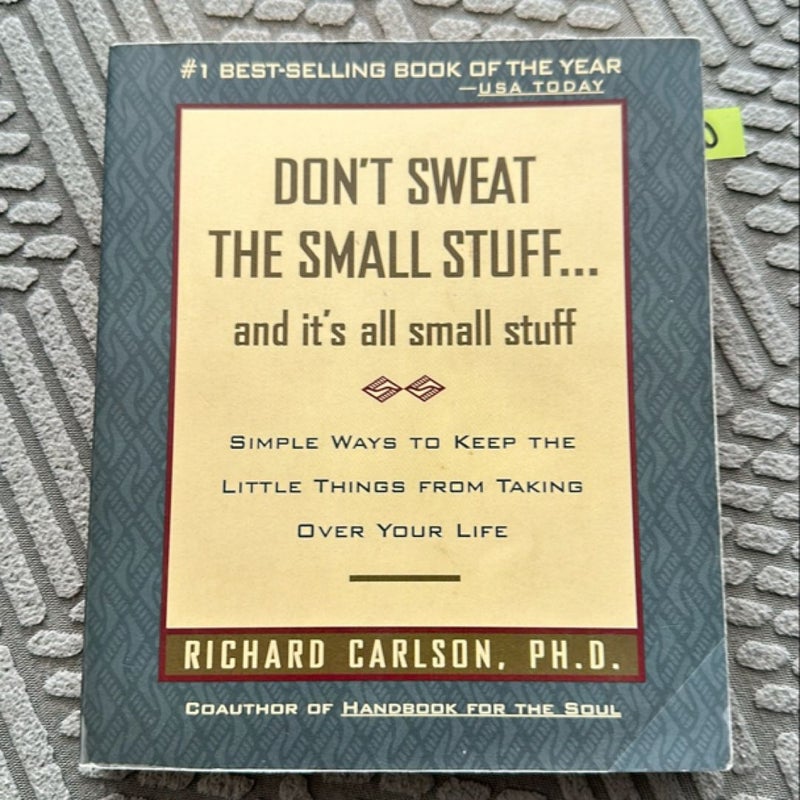 #1 BEST-SELLING BOOK OF THE YEAR
—USA TODAY
DON'T SWEAT
THE SMALL STUFF...
and it's all small stuff
SIMPLE WAYS TO KEEP THE
LITTLE THINGS FROM TAKING
OVER YOUR LIFE
RICHARD CARLSON, PH.D.
COAUTHOR OF HANDBOOK FOR THE SOUL